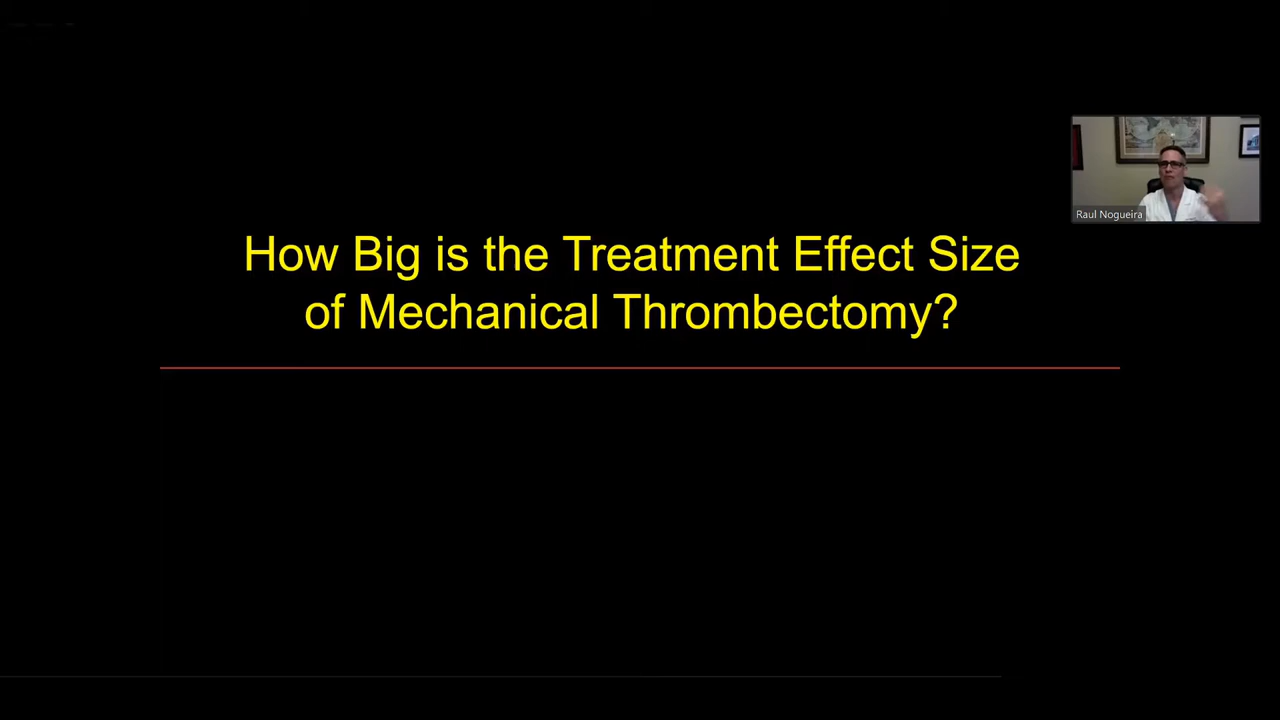 How Big is the Treatment Effect Size
of Mechanical Thrombectomy?
Raul Nogueira